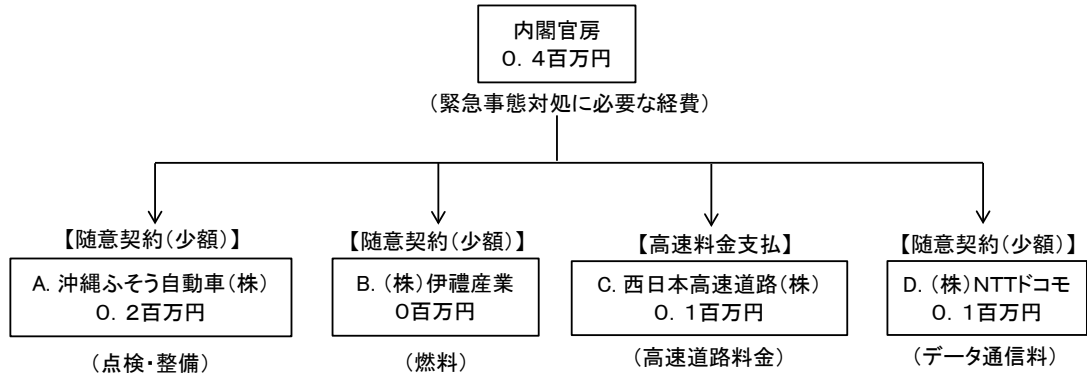 内閣官房
０．４百万円
(緊急事態対処に必要な経費)
【随意契約(少額)】
【随意契約(少額)】
【高速料金支払】
【随意契約(少額)】
A. 沖縄ふそう自動車(株)
０．２百万円
B. (株)伊禮産業
０百万円
C. 西日本高速道路(株)
０．１百万円
D. (株)NTTドコモ
０．１百万円
(点検・整備)
(燃料)
(高速道路料金)
(データ通信料)